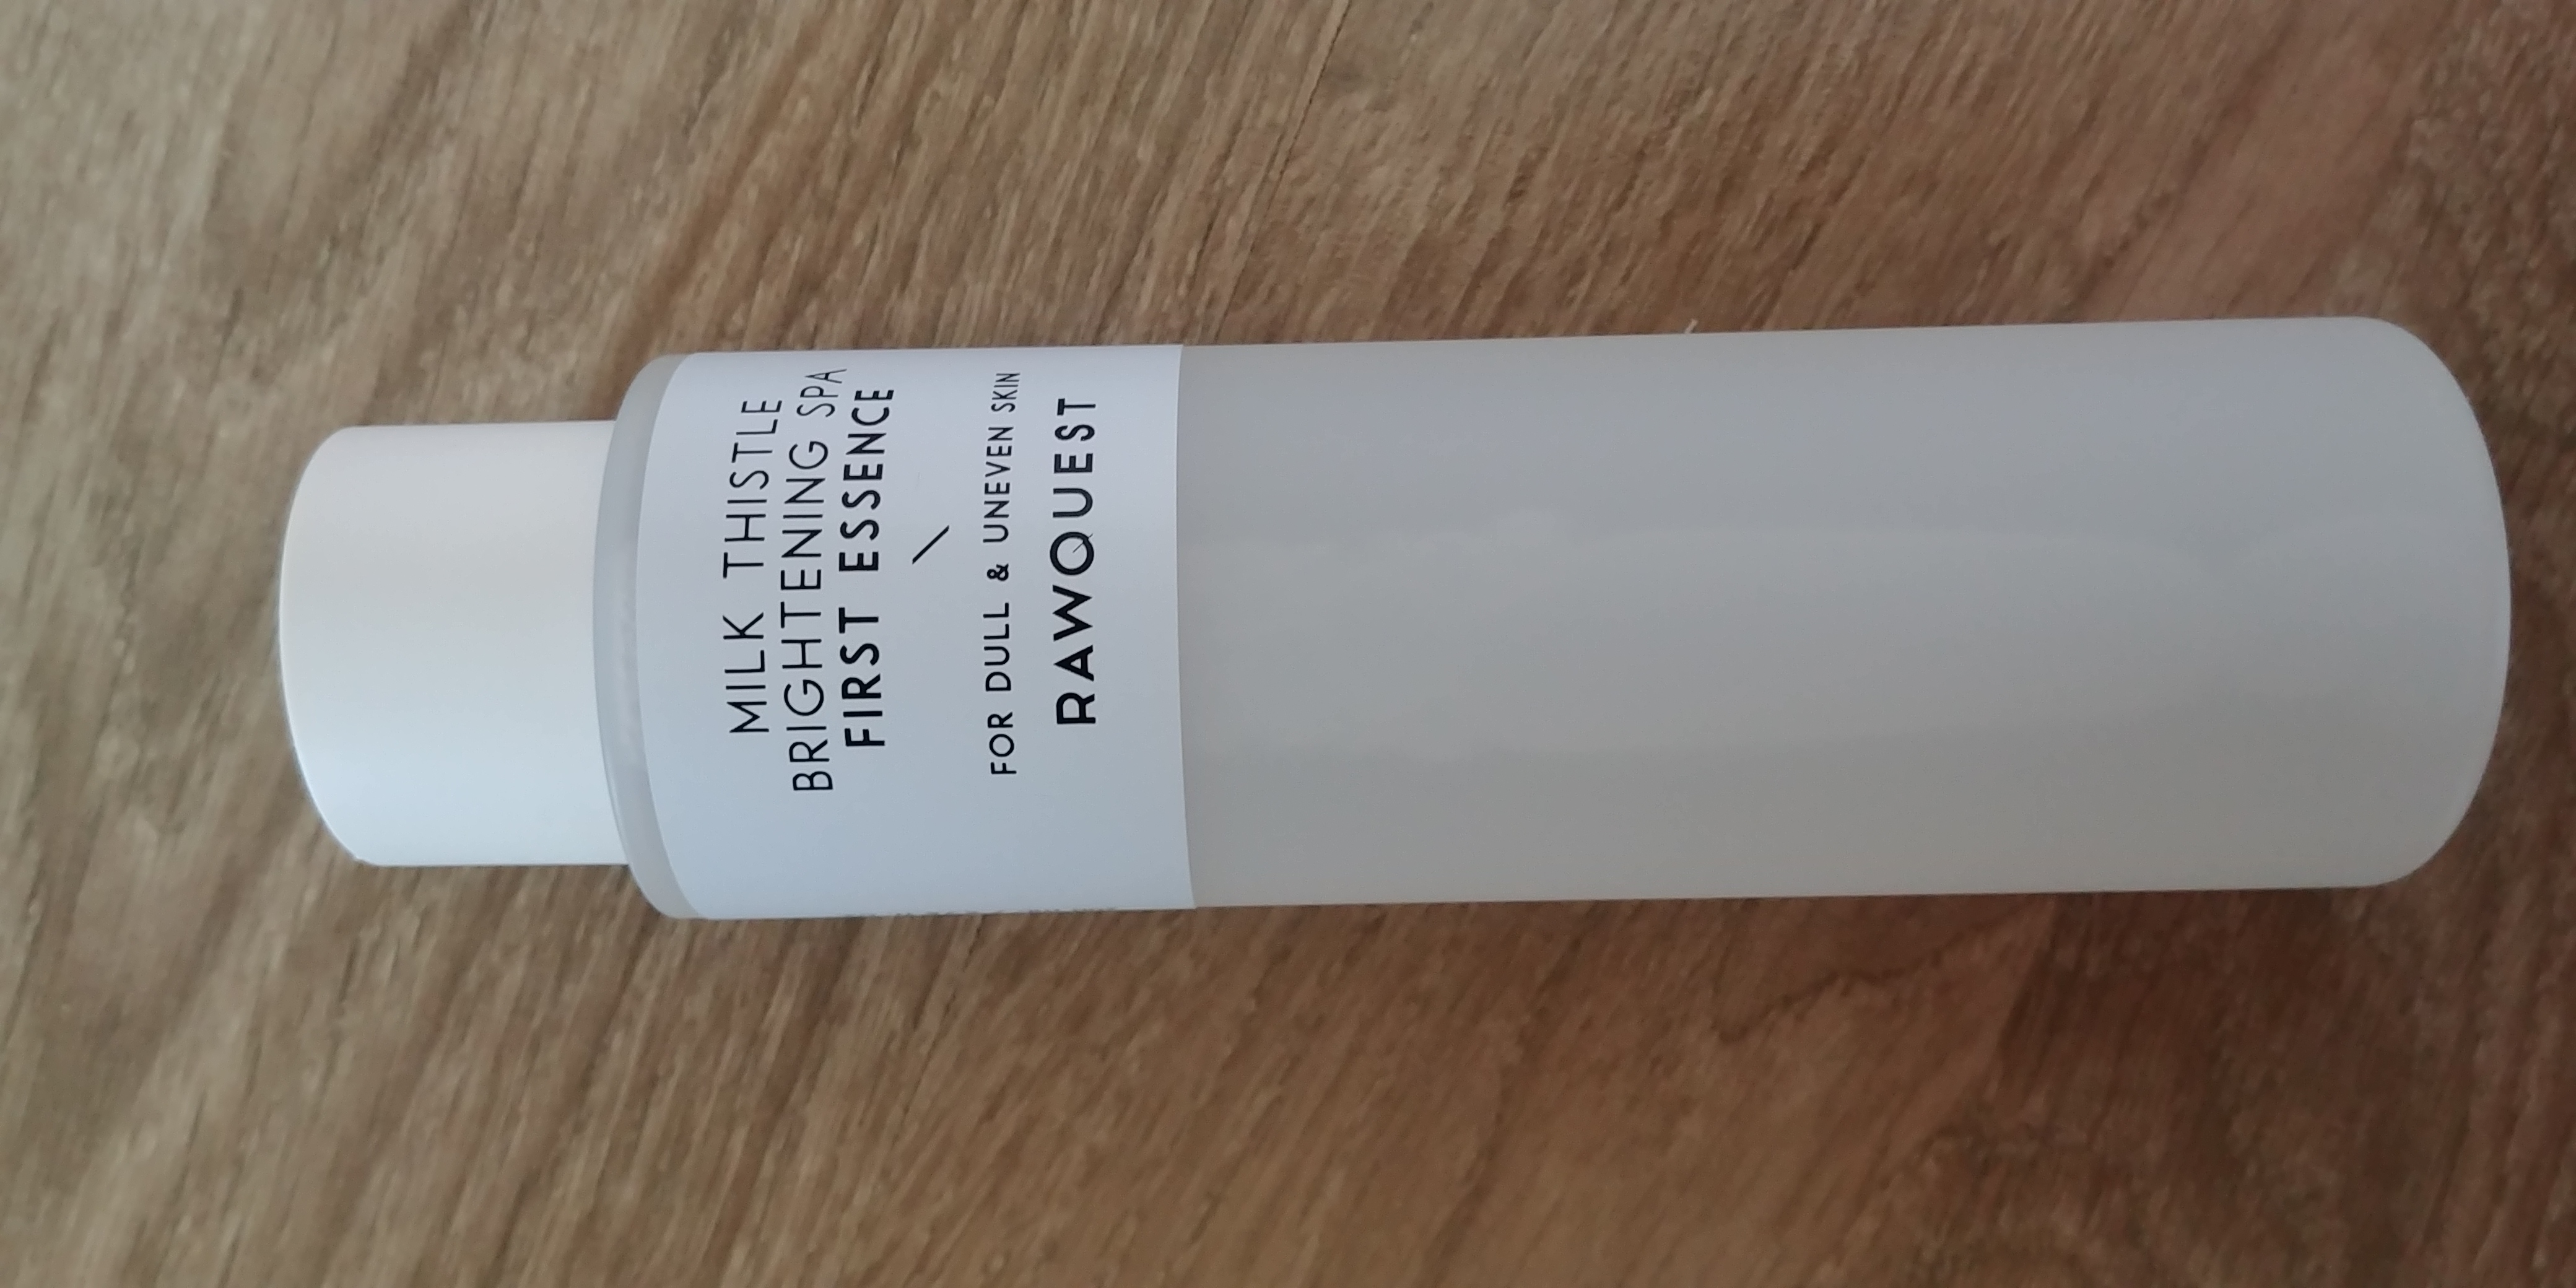 MILK THISTLE
BRIGHTENING SPA
FIRST ESSENCE
FOR DULL & UNEVEN SKIN
RAWQUEST